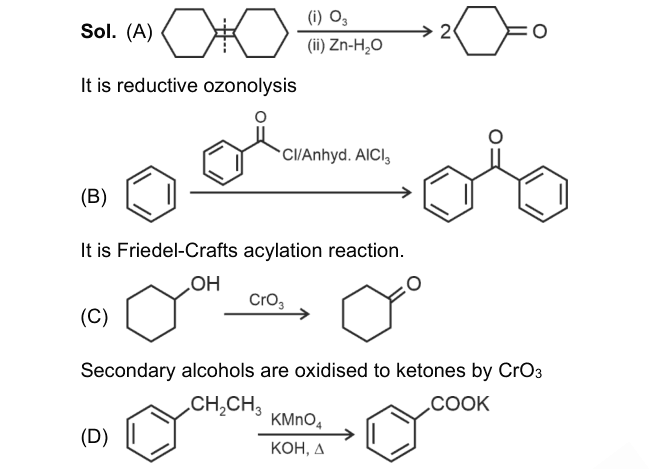 Sol. (A) (i) O₃
(ii) Zn-H₂O
2 O
It is reductive ozonolysis
O
Cl/Anhyd. AlCl₃
O
(B)
It is Friedel-Crafts acylation reaction.
OH
CrO₃
O
(C)
Secondary alcohols are oxidised to ketones by CrO₃
CH₂CH₃
KMnO₄
KOH, Δ
COOK
(D)